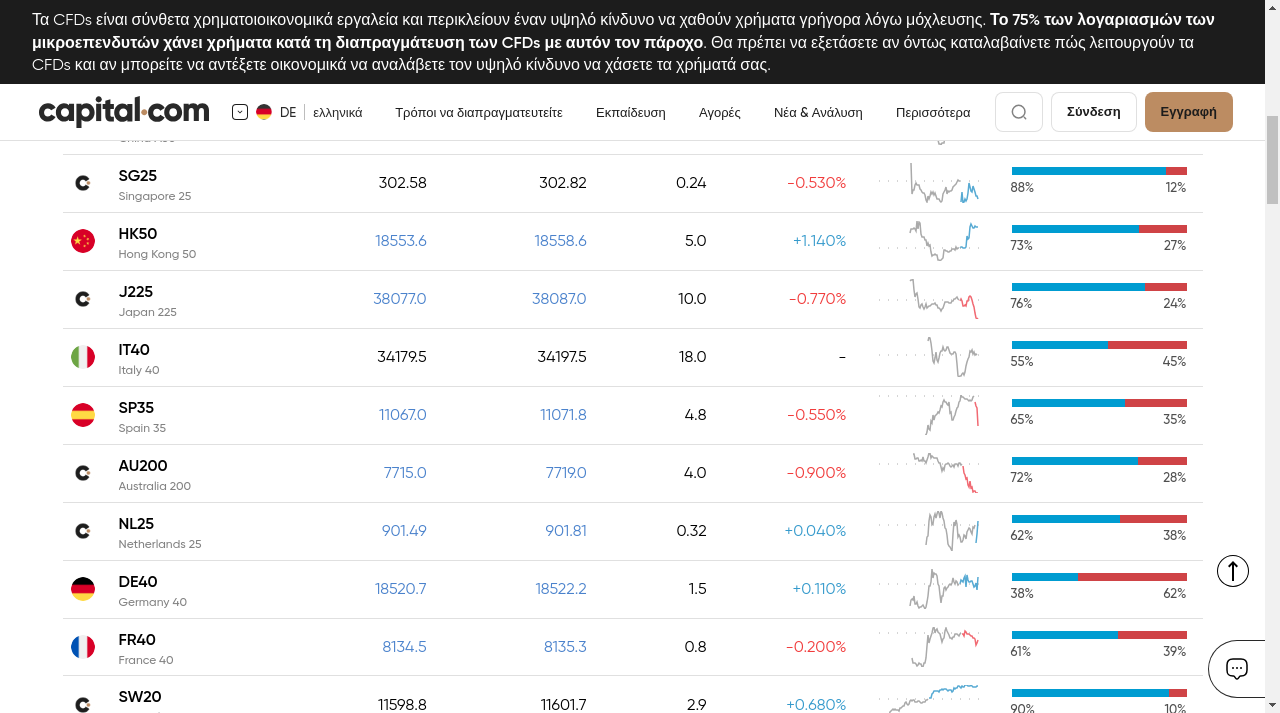 Τα CFDs είναι σύνθετα χρηματοοικονομικά εργαλεία και περικλείουν έναν υψηλό κίνδυνο να χαθούν χρήματα γρήγορα λόγω μόχλευσης. Το 75% των λογαριασμών των
μικροεπενδυτών χάνει χρήματα κατά τη διαπραγμάτευση των CFDs με αυτόν τον πάροχο. Θα πρέπει να εξετάσετε αν όντως καταλαβαίνετε πώς λειτουργούν τα
CFDs και αν μπορείτε να αντέξετε οικονομικά να αναλάβετε τον υψηλό κίνδυνο να χάσετε τα χρήματά σας.
capital.com DE ελληνικά Τρόποι να διαπραγματευτείτε Εκπαίδευση Αγορές Νέα & Ανάλυση Περισσότερα Σύνδεση Εγγραφή
SG25 302.58 302.82 0.24 -0.530% 88% 12%
Singapore 25
HK50 18553.6 18558.6 5.0 +1.140% 73% 27%
Hong Kong 50
J225 38077.0 38087.0 10.0 -0.770% 76% 24%
Japan 225
IT40 34179.5 34197.5 18.0 - 55% 45%
Italy 40
SP35 11067.0 11071.8 4.8 -0.550% 65% 35%
Spain 35
AU200 7715.0 7719.0 4.0 -0.900% 72% 28%
Australia 200
NL25 901.49 901.81 0.32 +0.040% 62% 38%
Netherlands 25
DE40 18520.7 18522.2 1.5 +0.110% 38% 62%
Germany 40
FR40 8134.5 8135.3 0.8 -0.200% 61% 39%
France 40
SW20 11598.8 11601.7 2.9 +0.680% 90% 10%